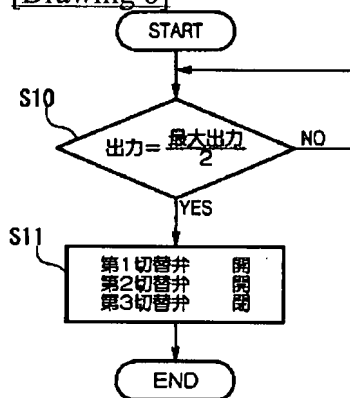 [Drawing 6]
START
S10
出力=最大出力/2
NO
YES
S11
第1切替弁 開
第2切替弁 開
第3切替弁 閉
END